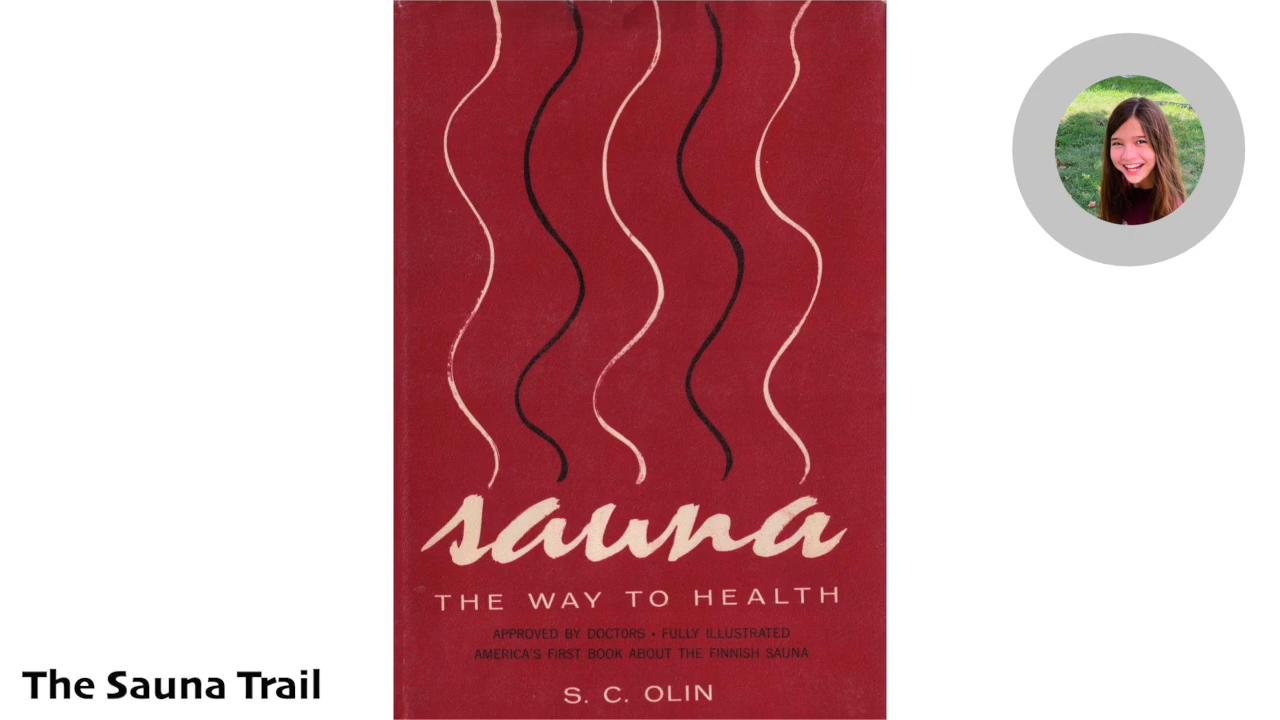 sauna
THE WAY TO HEALTH
APPROVED BY DOCTORS • FULLY ILLUSTRATED
AMERICA'S FIRST BOOK ABOUT THE FINNISH SAUNA
S. C. OLIN
The Sauna Trail